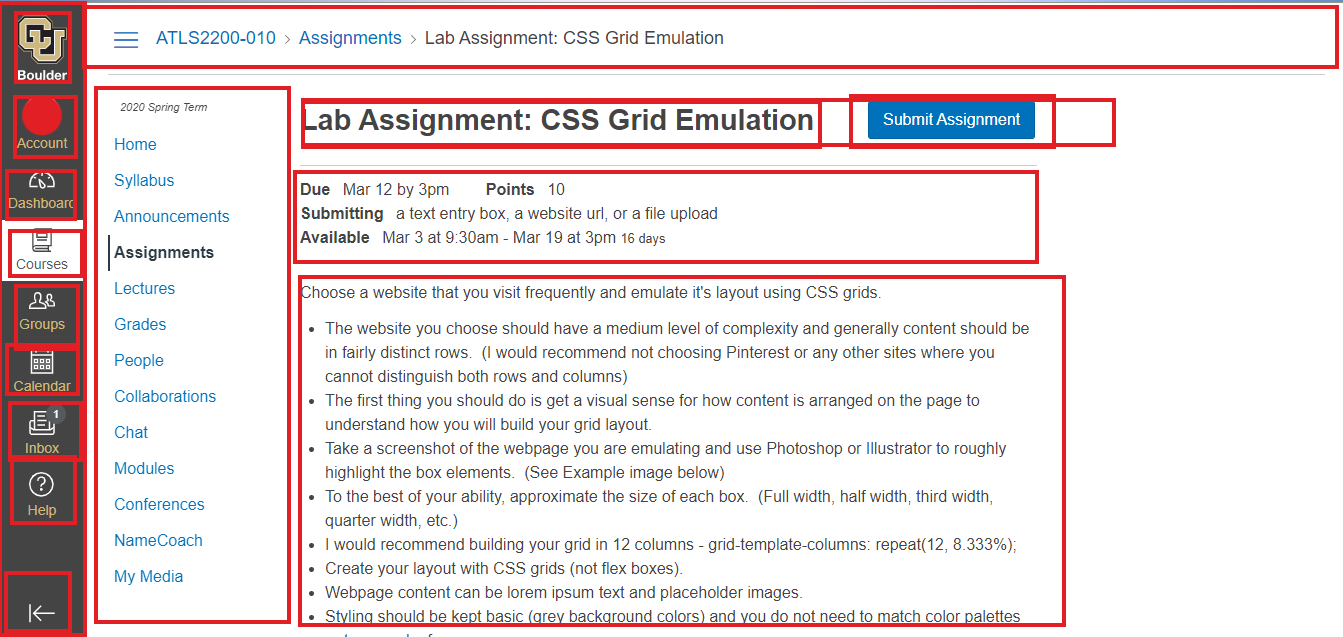 Boulder
Account
Dashboard
Courses
Groups
Calendar
1
Inbox
Help
ATLS2200-010 > Assignments > Lab Assignment: CSS Grid Emulation
2020 Spring Term
Home
Syllabus
Announcements
Assignments
Lectures
Grades
People
Collaborations
Chat
Modules
Conferences
NameCoach
My Media
Lab Assignment: CSS Grid Emulation
Submit Assignment
Due Mar 12 by 3pm Points 10
Submitting a text entry box, a website url, or a file upload
Available Mar 3 at 9:30am - Mar 19 at 3pm 16 days
Choose a website that you visit frequently and emulate it's layout using CSS grids.
• The website you choose should have a medium level of complexity and generally content should be
in fairly distinct rows. (I would recommend not choosing Pinterest or any other sites where you
cannot distinguish both rows and columns)
• The first thing you should do is get a visual sense for how content is arranged on the page to
understand how you will build your grid layout.
• Take a screenshot of the webpage you are emulating and use Photoshop or Illustrator to roughly
highlight the box elements. (See Example image below)
• To the best of your ability, approximate the size of each box. (Full width, half width, third width,
quarter width, etc.)
• I would recommend building your grid in 12 columns - grid-template-columns: repeat(12, 8.333%);
• Create your layout with CSS grids (not flex boxes).
• Webpage content can be lorem ipsum text and placeholder images.
• Styling should be kept basic (grey background colors) and you do not need to match color palettes